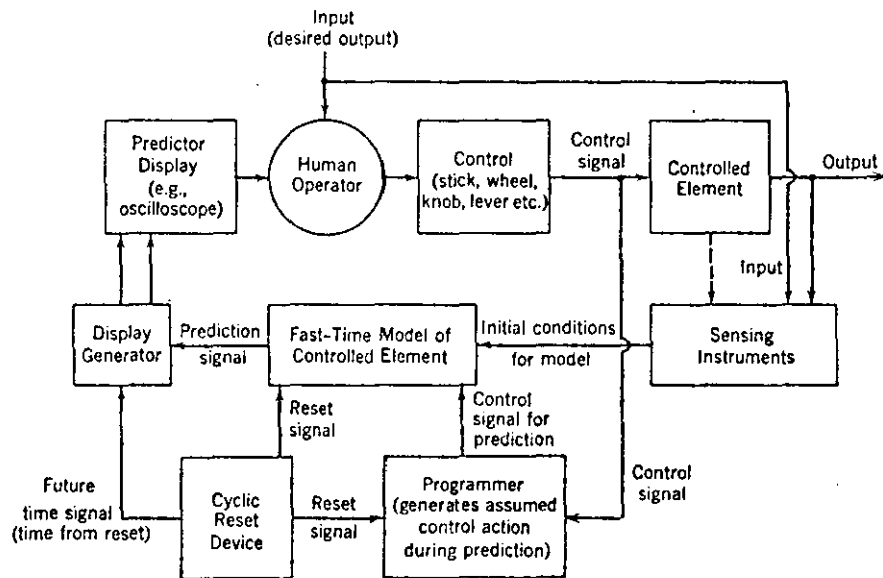 Input
(desired output)
Predictor
Display
(e.g.,
oscilloscope)
Human
Operator
Control
(stick, wheel,
knob, lever etc.)
Control
signal
Controlled
Element
Output
Input
Display
Generator
Prediction
signal
Fast-Time Model of
Controlled Element
Initial conditions
for model
Sensing
Instruments
Reset
signal
Control
signal for
prediction
Future
time signal
(time from reset)
Cyclic
Reset
Device
Reset
signal
Programmer
(generates assumed
control action
during prediction)
Control
signal